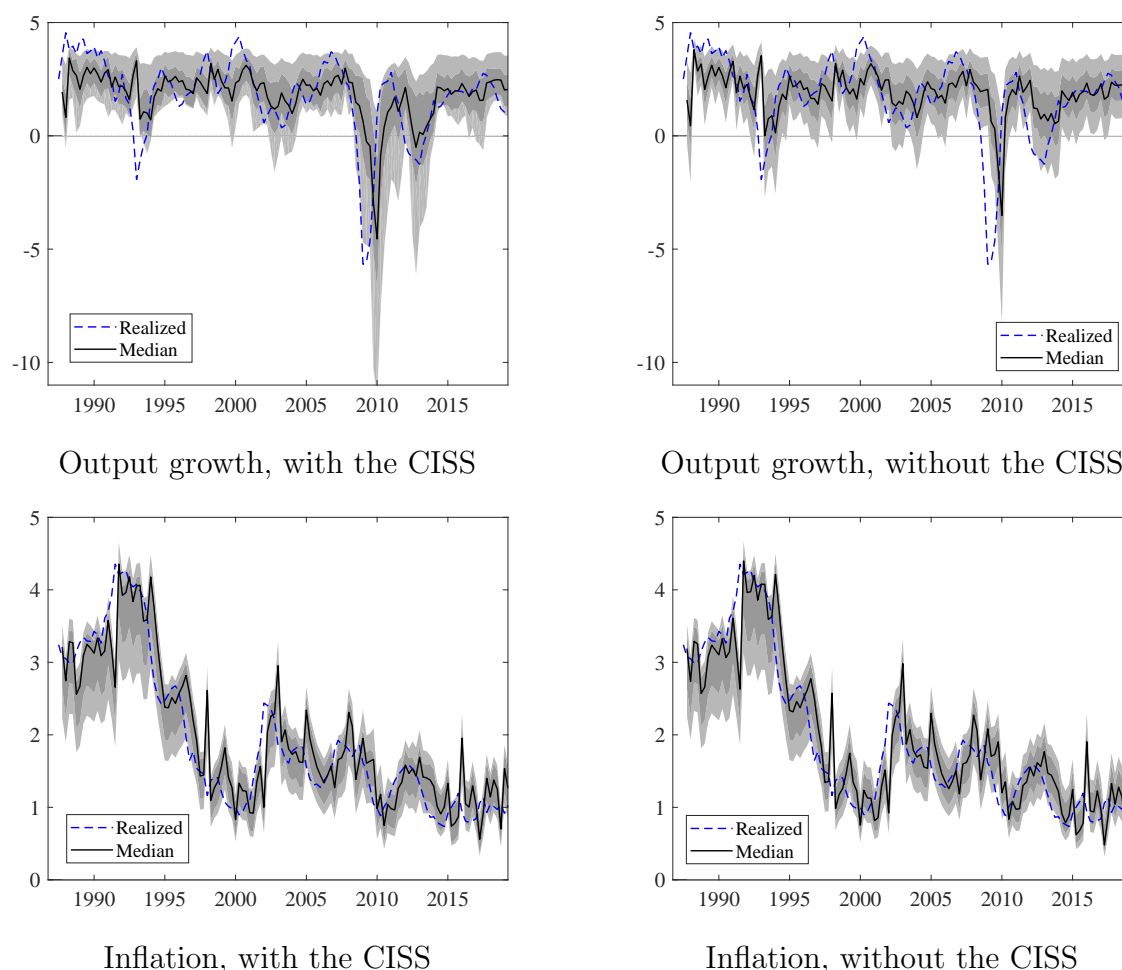 5
0
-5
-10
Realized
Median
1990 1995 2000 2005 2010 2015
Output growth, with the CISS
5
0
-5
-10
Realized
Median
1990 1995 2000 2005 2010 2015
Output growth, without the CISS
5
4
3
2
1
0
Realized
Median
1990 1995 2000 2005 2010 2015
Inflation, with the CISS
5
4
3
2
1
0
Realized
Median
1990 1995 2000 2005 2010 2015
Inflation, without the CISS